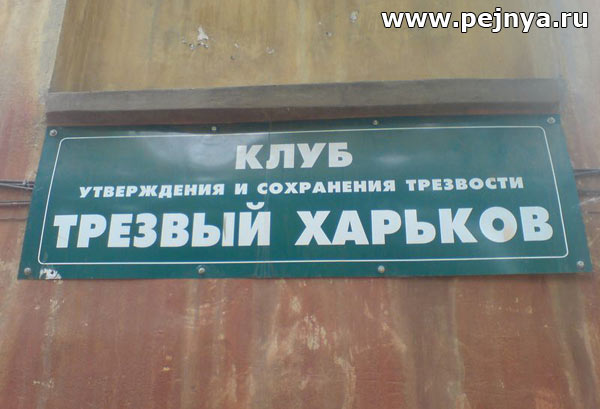 www.pejnya.ru
КЛУБ
УТВЕРЖДЕНИЯ И СОХРАНЕНИЯ ТРЕЗВОСТИ
ТРЕЗВЫЙ ХАРЬКОВ